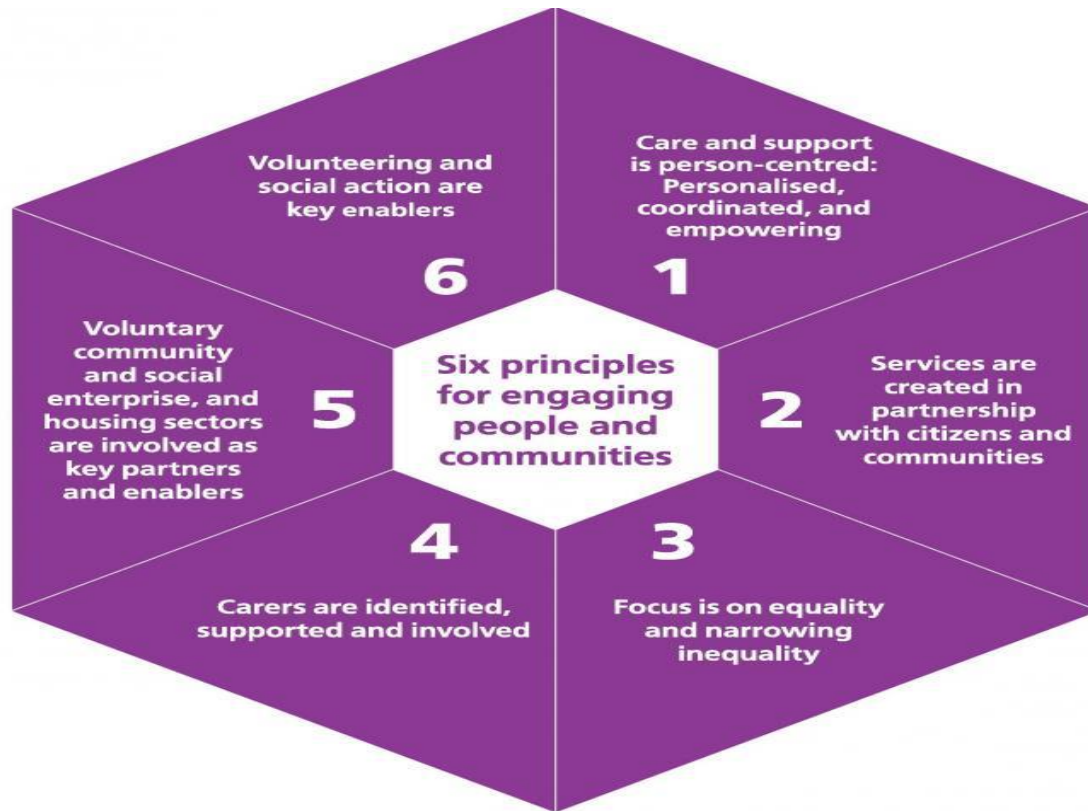 Six principles
for engaging
people and
communities
Care and support
is person-centred:
Personalised,
coordinated, and
empowering
1
2
Services are
created in
partnership
with citizens and
communities
3
Focus is on equality
and narrowing
inequality
4
Carers are identified,
supported and involved
Voluntary
community
and social
enterprise, and
housing sectors
are involved as
key partners
and enablers
5
Volunteering and
social action are
key enablers
6